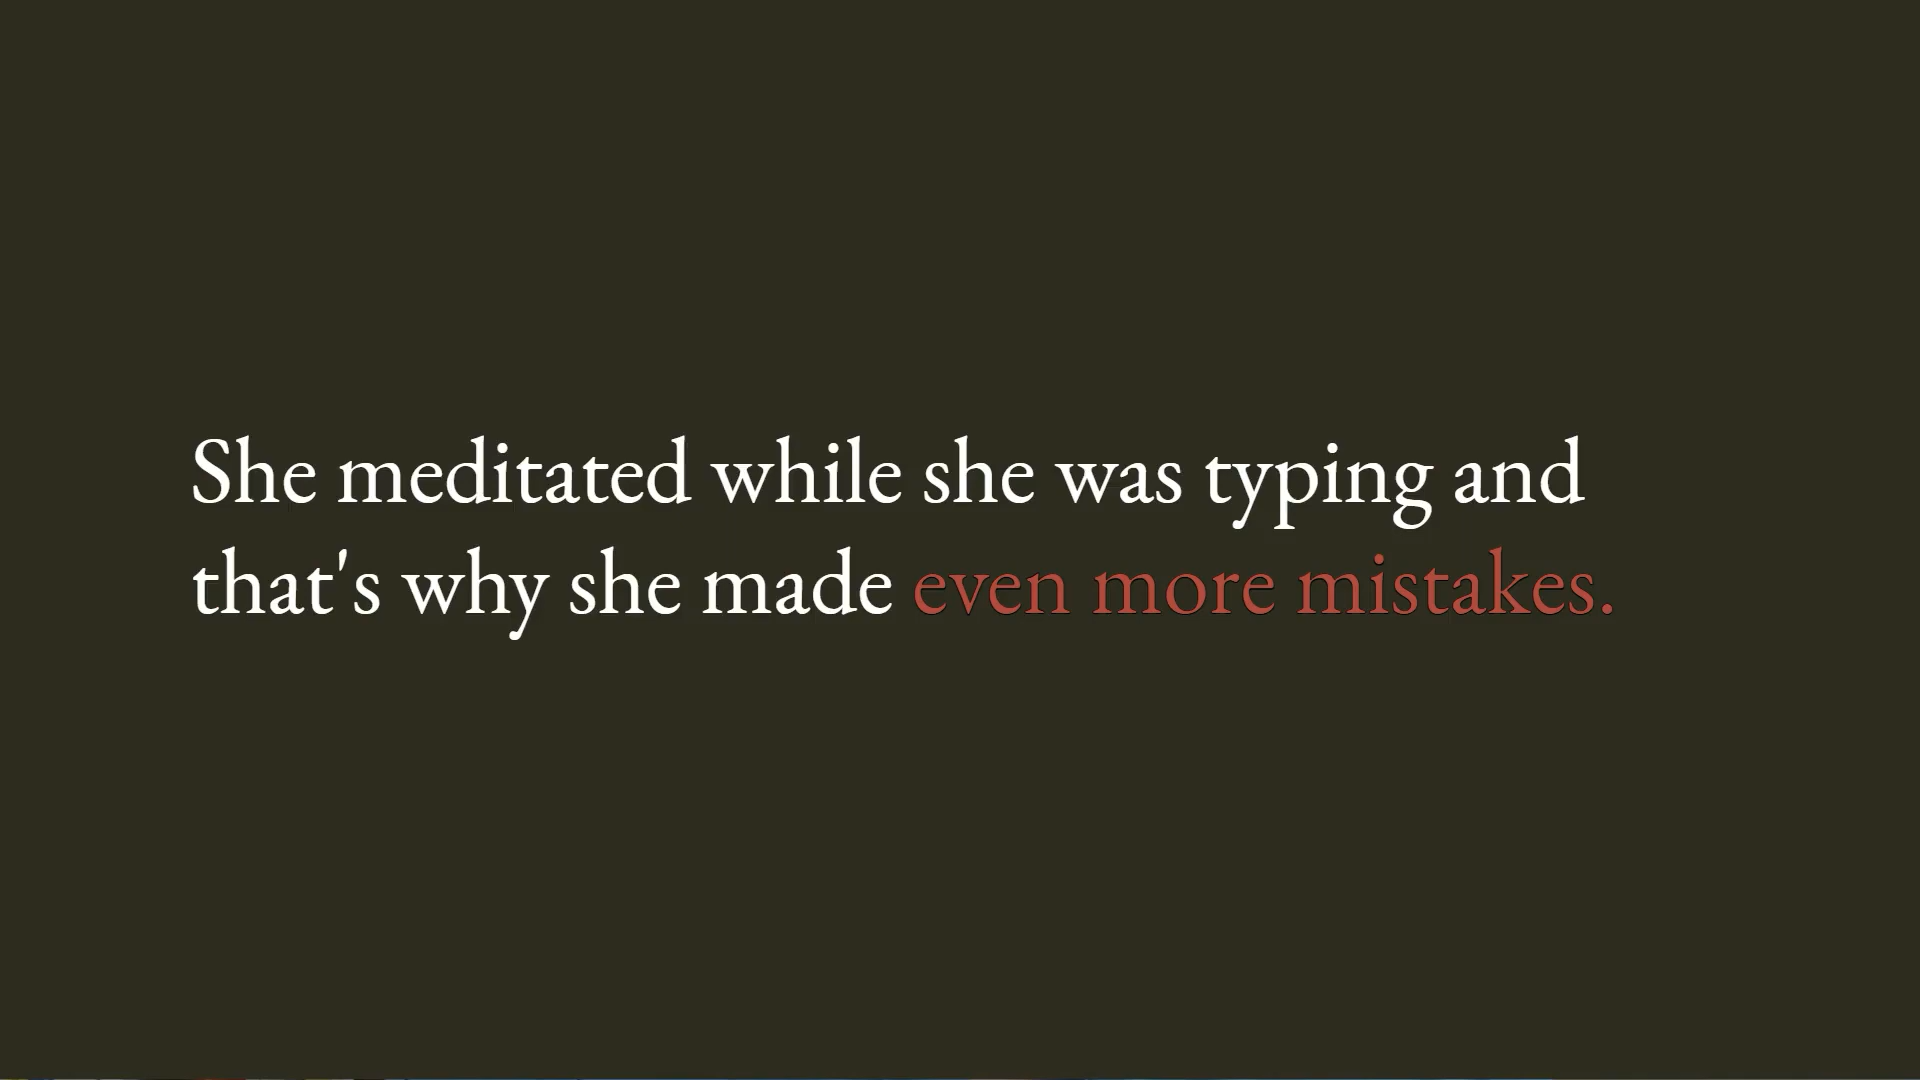 She meditated while she was typing and
that's why she made even more mistakes.